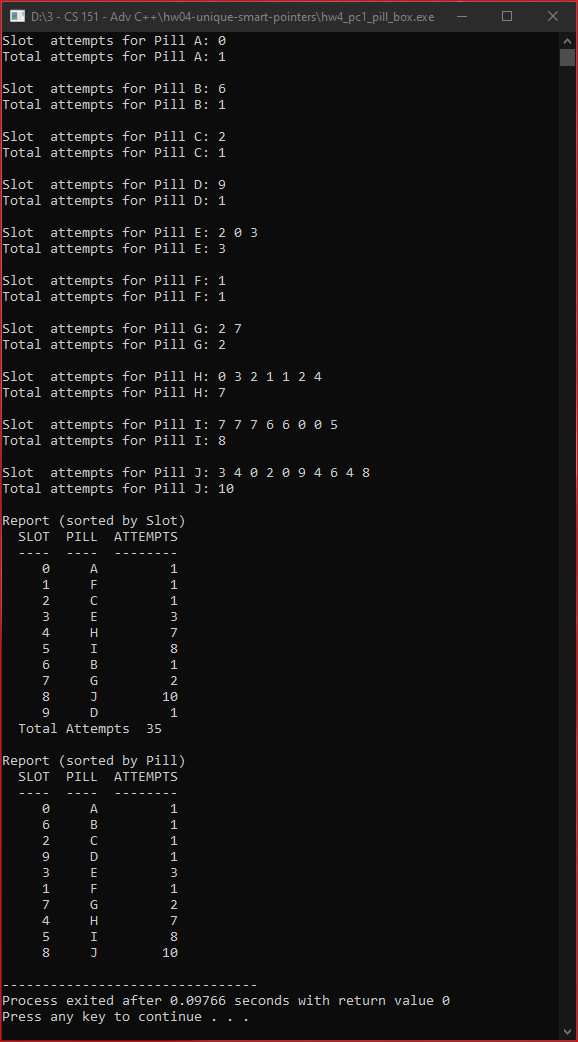 D:\3 - CS 151 - Adv C++\hw04-unique-smart-pointers\hw4_pc1_pill_box.exe
Slot  attempts for Pill A: 0
Total attempts for Pill A: 1

Slot  attempts for Pill B: 6
Total attempts for Pill B: 1

Slot  attempts for Pill C: 2
Total attempts for Pill C: 1

Slot  attempts for Pill D: 9
Total attempts for Pill D: 1

Slot  attempts for Pill E: 2 0 3
Total attempts for Pill E: 3

Slot  attempts for Pill F: 1
Total attempts for Pill F: 1

Slot  attempts for Pill G: 2 7
Total attempts for Pill G: 2

Slot  attempts for Pill H: 0 3 2 1 1 2 4
Total attempts for Pill H: 7

Slot  attempts for Pill I: 7 7 7 6 6 0 0 5
Total attempts for Pill I: 8

Slot  attempts for Pill J: 3 4 0 2 0 9 4 6 4 8
Total attempts for Pill J: 10

Report (sorted by Slot)
  SLOT  PILL  ATTEMPTS
  ----  ----  --------
     0     A         1
     1     F         1
     2     C         1
     3     E         3
     4     H         7
     5     I         8
     6     B         1
     7     G         2
     8     J        10
     9     D         1
  Total Attempts  35

Report (sorted by Pill)
  SLOT  PILL  ATTEMPTS
  ----  ----  --------
     0     A         1
     6     B         1
     2     C         1
     9     D         1
     3     E         3
     1     F         1
     7     G         2
     4     H         7
     5     I         8
     8     J        10

--------------------------------
Process exited after 0.09766 seconds with return value 0
Press any key to continue . . .